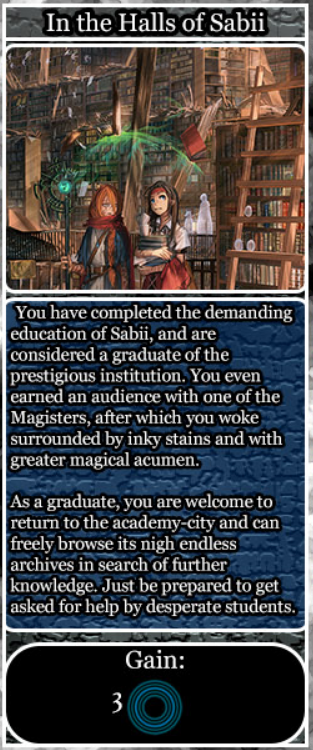 In the Halls of Sabii
You have completed the demanding
education of Sabii, and are
considered a graduate of the
prestigious institution. You even
earned an audience with one of the
Magisters, after which you woke
surrounded by inky stains and with
greater magical acumen.
As a graduate, you are welcome to
return to the academy-city and can
freely browse its nigh endless
archives in search of further
knowledge. Just be prepared to get
asked for help by desperate students.
Gain:
3